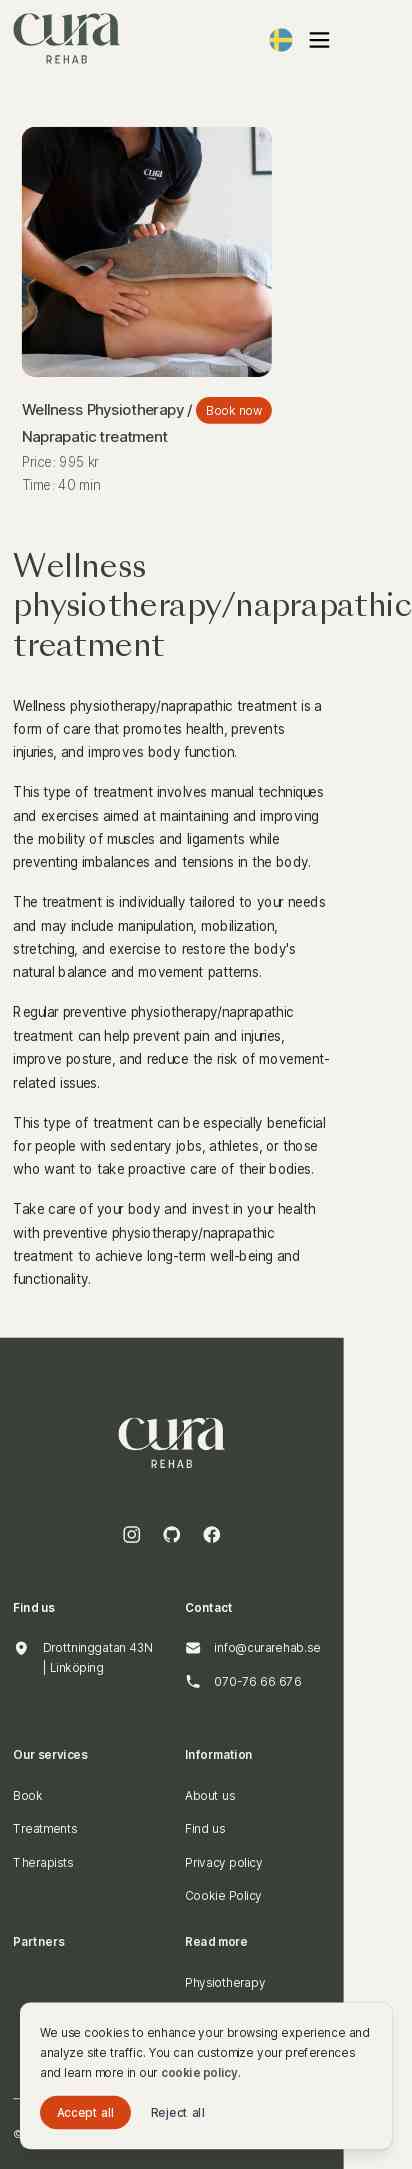 cura
REHAB
cura
Wellness Physiotherapy /
Book now
Naprapatic treatment
Price: 995 kr
Time: 40 min
Wellness
physiotherapy/naprapathic
treatment
Wellness physiotherapy/naprapathic treatment is a
form of care that promotes health, prevents
injuries, and improves body function.
This type of treatment involves manual techniques
and exercises aimed at maintaining and improving
the mobility of muscles and ligaments while
preventing imbalances and tensions in the body.
The treatment is individually tailored to your needs
and may include manipulation, mobilization,
stretching, and exercise to restore the body's
natural balance and movement patterns.
Regular preventive physiotherapy/naprapathic
treatment can help prevent pain and injuries,
improve posture, and reduce the risk of movement-
related issues.
This type of treatment can be especially beneficial
for people with sedentary jobs, athletes, or those
who want to take proactive care of their bodies.
Take care of your body and invest in your health
with preventive physiotherapy/naprapathic
treatment to achieve long-term well-being and
functionality.
cura
REHAB
Find us
Drottninggatan 43N
| Linköping
Contact
info@curarehab.se
070-76 66 676
Our services
Book
Treatments
Therapists
Information
About us
Find us
Privacy policy
Cookie Policy
Partners
Read more
Physiotherapy
©
We use cookies to enhance your browsing experience and
analyze site traffic. You can customize your preferences
and learn more in our cookie policy.
Accept all
Reject all